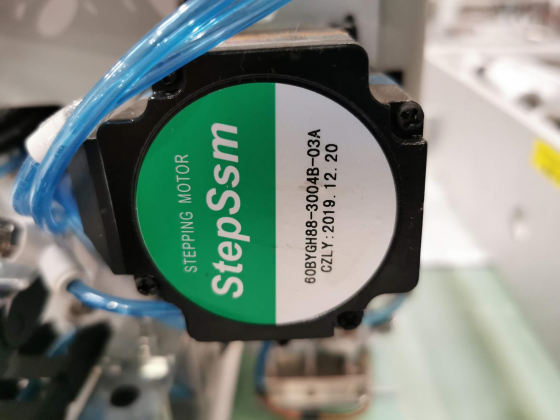 STEPPING MOTOR
StepSsm
60BYGH88-3004B-03A
CZLY:2019.12.20